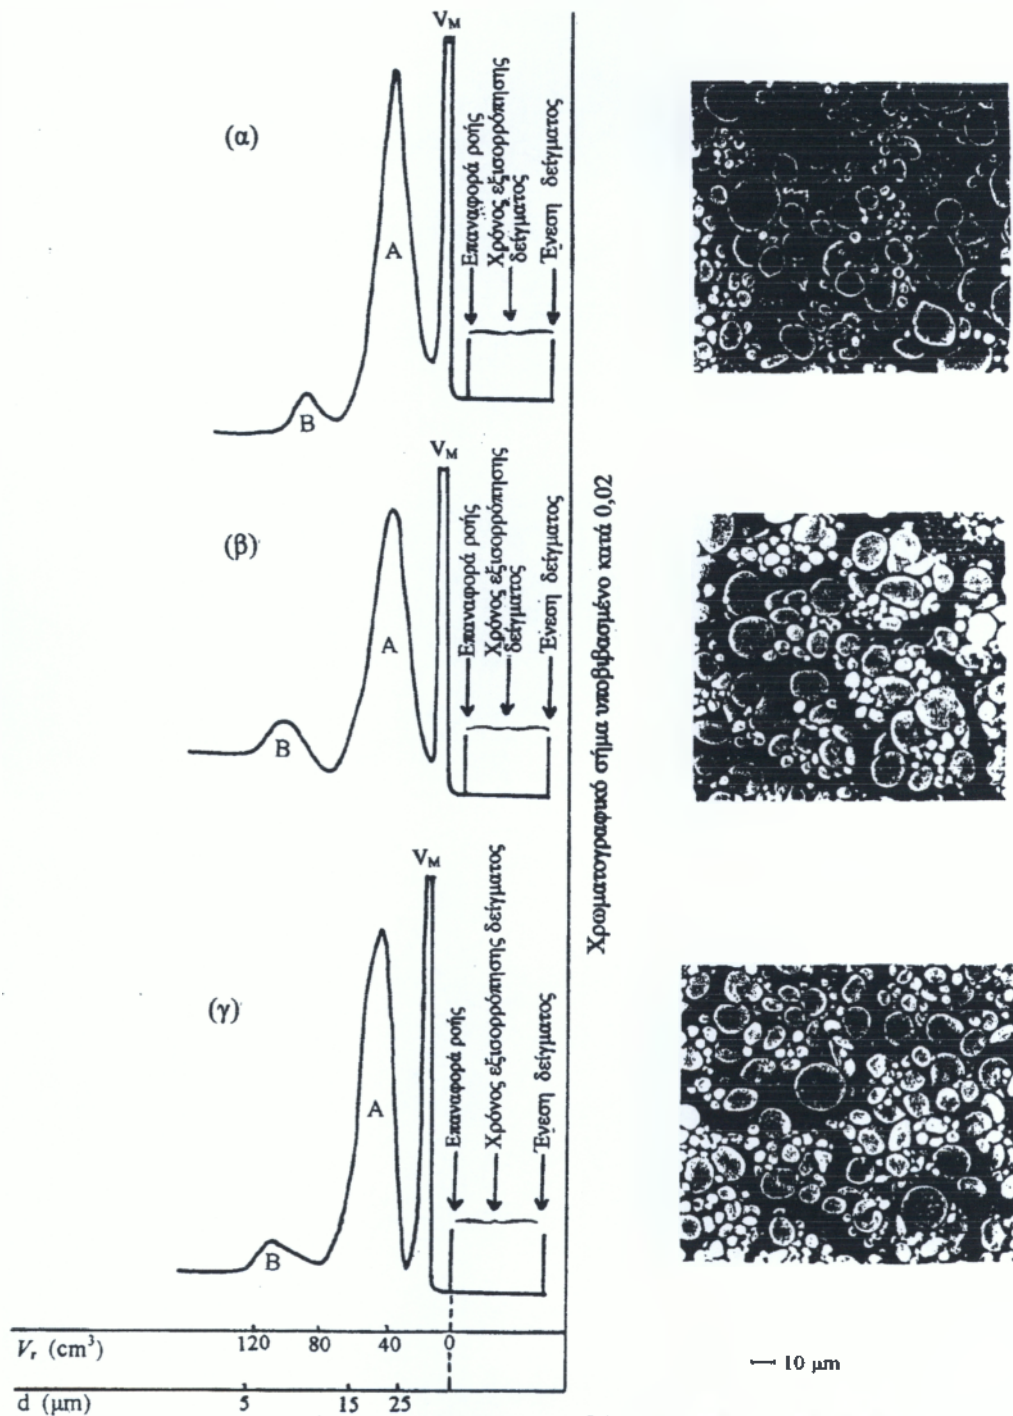 V_M
(α)
A
B
Επαναφορά ροής
Χρόνος εξισορρόπησης
δείγματος
Ένεση δείγματος
V_M
(β)
A
B
Επαναφορά ροής
Χρόνος εξισορρόπησης
δείγματος
Ένεση δείγματος
V_M
(γ)
A
B
Επαναφορά ροής
Χρόνος εξισορρόπησης δείγματος
Ένεση δείγματος
Χρωματογραφικό σήμα υποβιβασμένο κατά 0,02
V_r (cm³) 120 80 40 0
d (μm) 5 15 25
10 μm